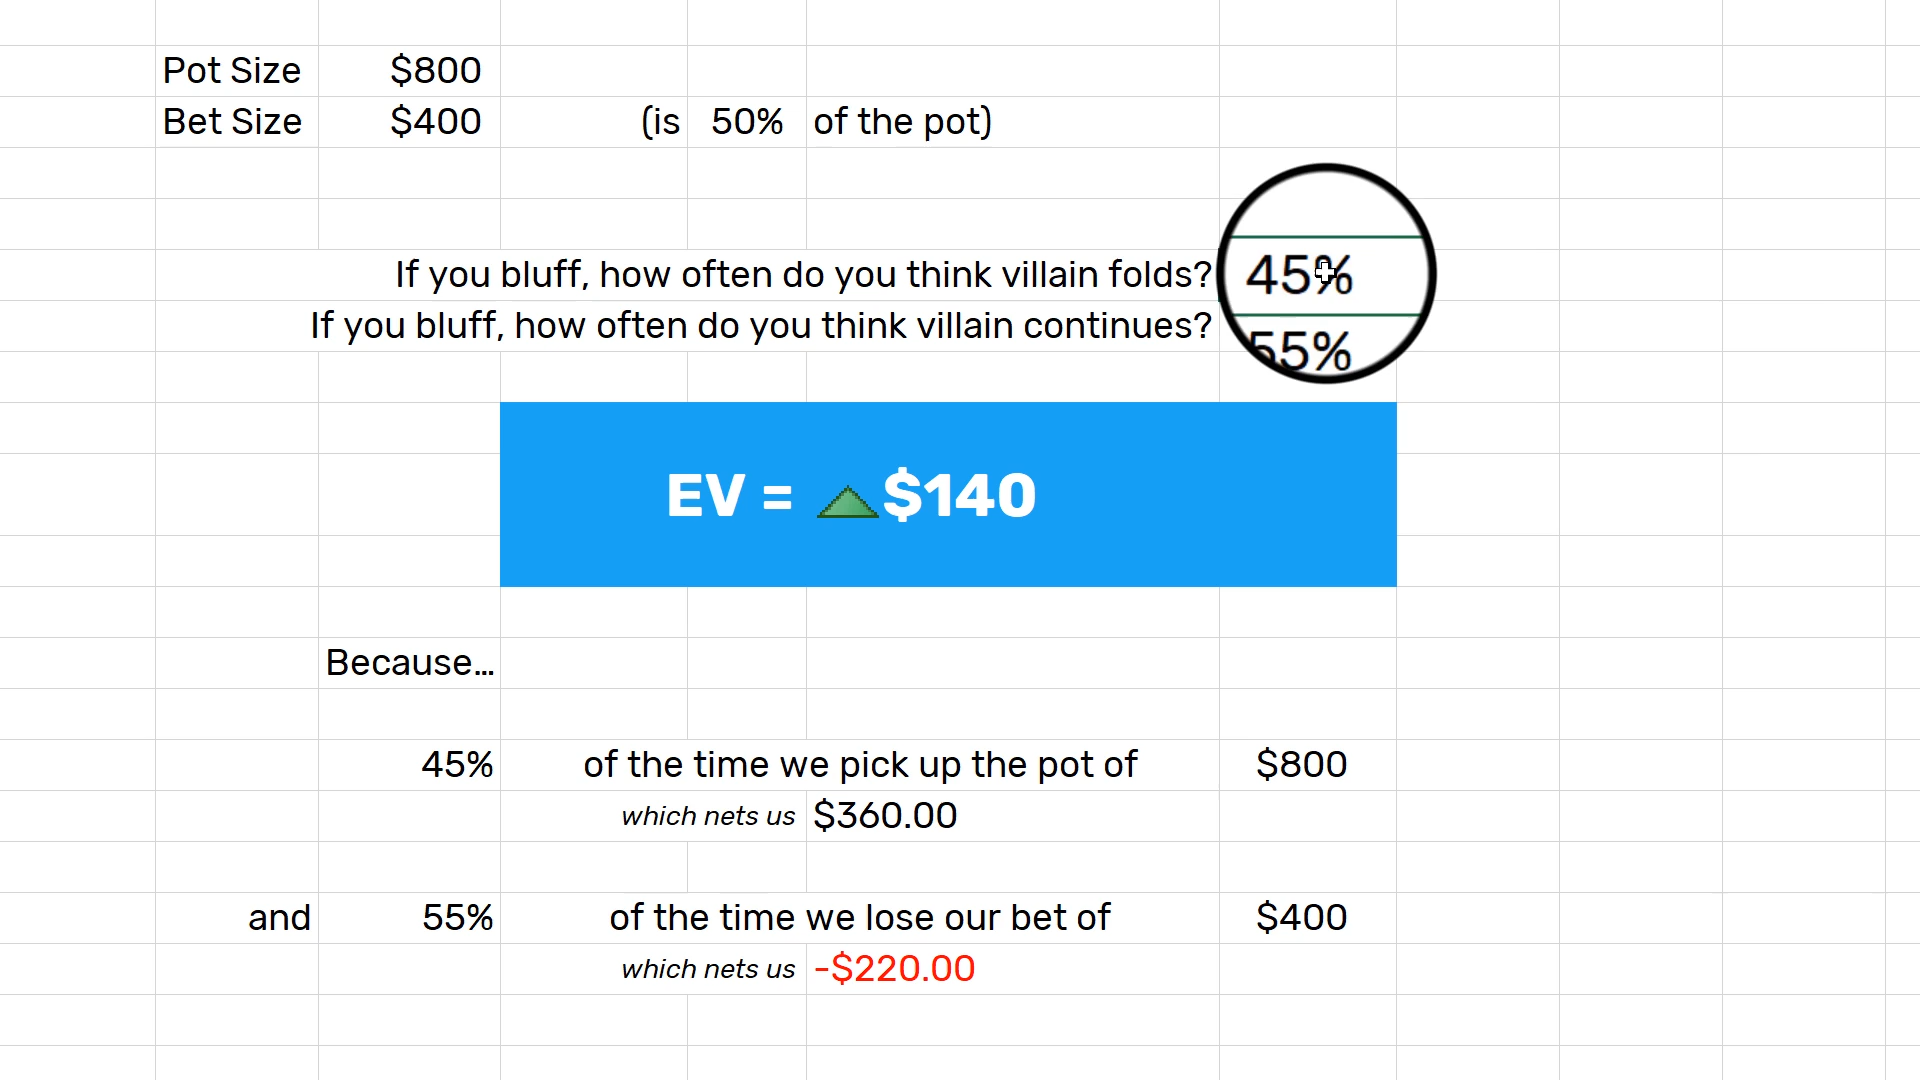 Pot Size $800
Bet Size $400 (is 50% of the pot)
If you bluff, how often do you think villain folds? 45%
If you bluff, how often do you think villain continues? 55%
EV = $140
Because...
45% of the time we pick up the pot of $800
which nets us $360.00
and 55% of the time we lose our bet of $400
which nets us -$220.00